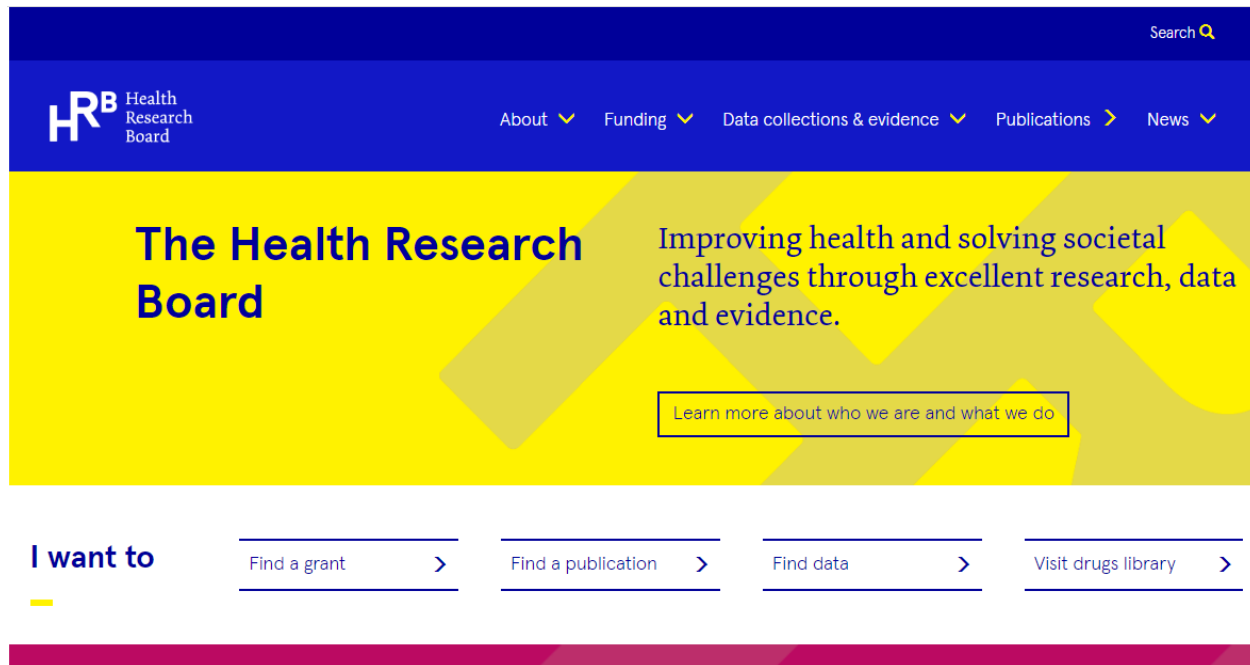 Search
HRB Health
Research
Board
About
Funding
Data collections & evidence
Publications
News
The Health Research
Board
Improving health and solving societal
challenges through excellent research, data
and evidence.
Learn more about who we are and what we do
I want to
Find a grant
Find a publication
Find data
Visit drugs library